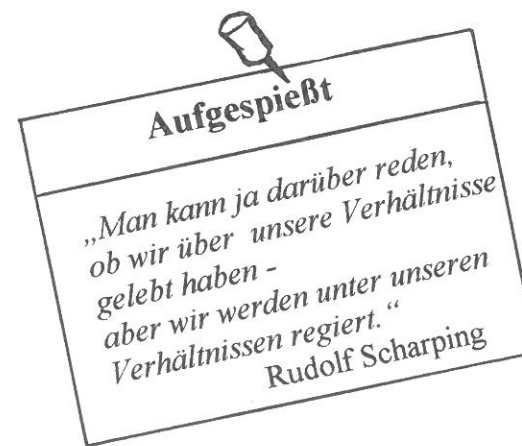 Aufgespießt
„Man kann ja darüber reden,
ob wir über unsere Verhältnisse
gelebt haben -
aber wir werden unter unseren
Verhältnissen regiert.“
Rudolf Scharping